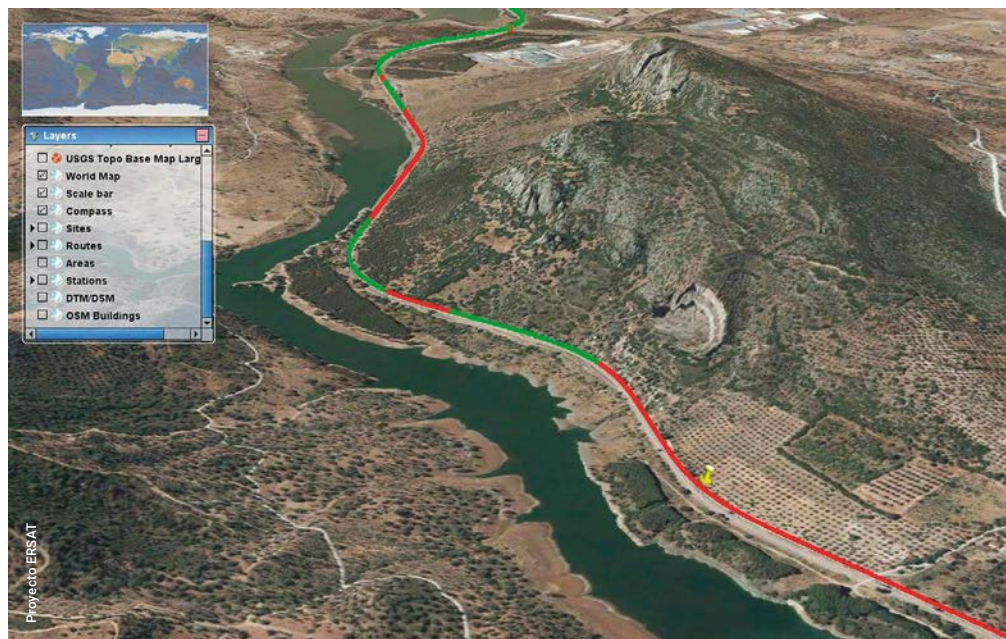 Layers
USGS Topo Base Map Larg
World Map
Scale bar
Compass
Sites
Routes
Areas
Stations
DTM/DSM
OSM Buildings
Proyecto ERSAT